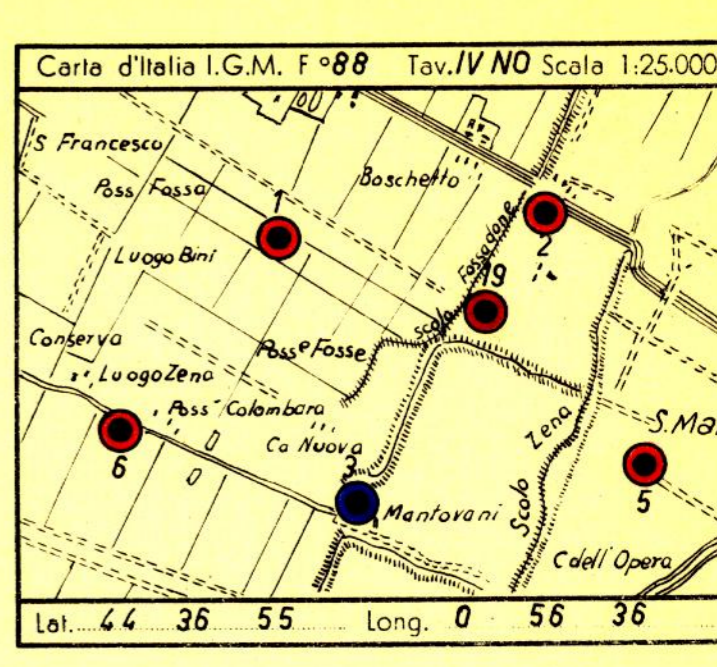 Carta d'Italia I.G.M. F° 88 Tav. IV NO Scala 1:25.000
S Francesco
Poss Fossa
Boschetto
1
2
Luogo Bini
Scolo Fossadone
19
Conserva
Possᵉ Fosse
Luogo Zena
Possⁿ Colombara
Scolo Zena
S. Ma
6
Ca Nuova
3
5
Mantovani
C dell' Opera
Lat. 44 36 55 Long. 0 56 36